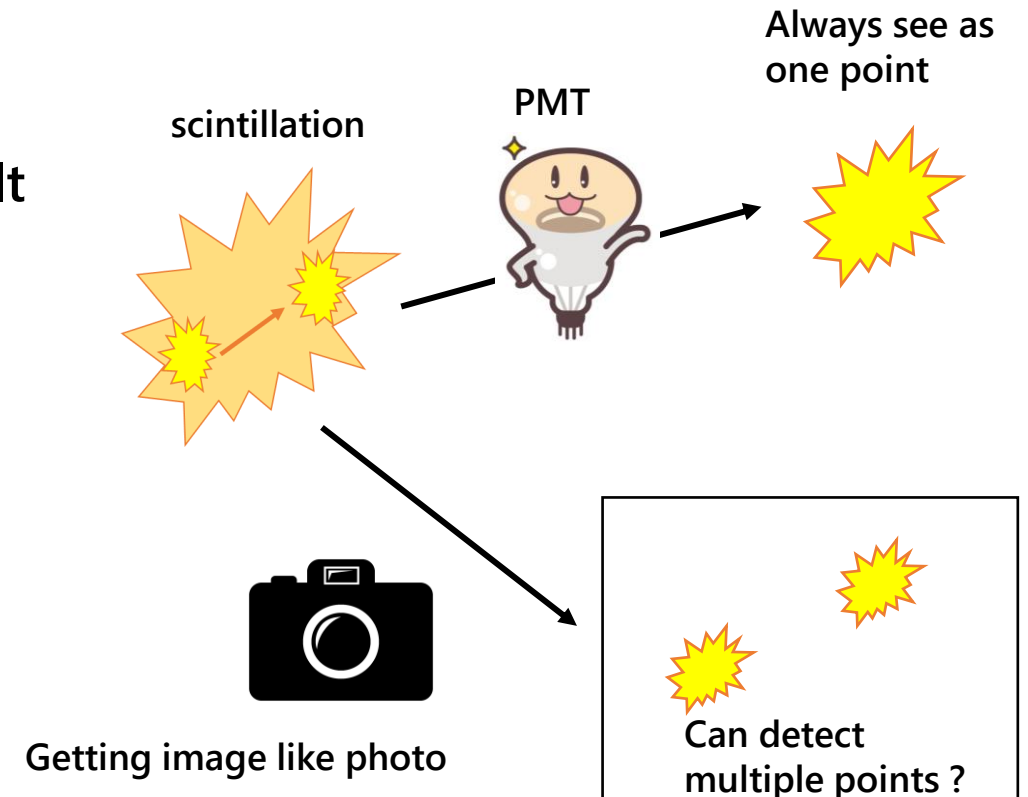 Always see as
one point
PMT
scintillation
lt
Getting image like photo
Can detect
multiple points ?